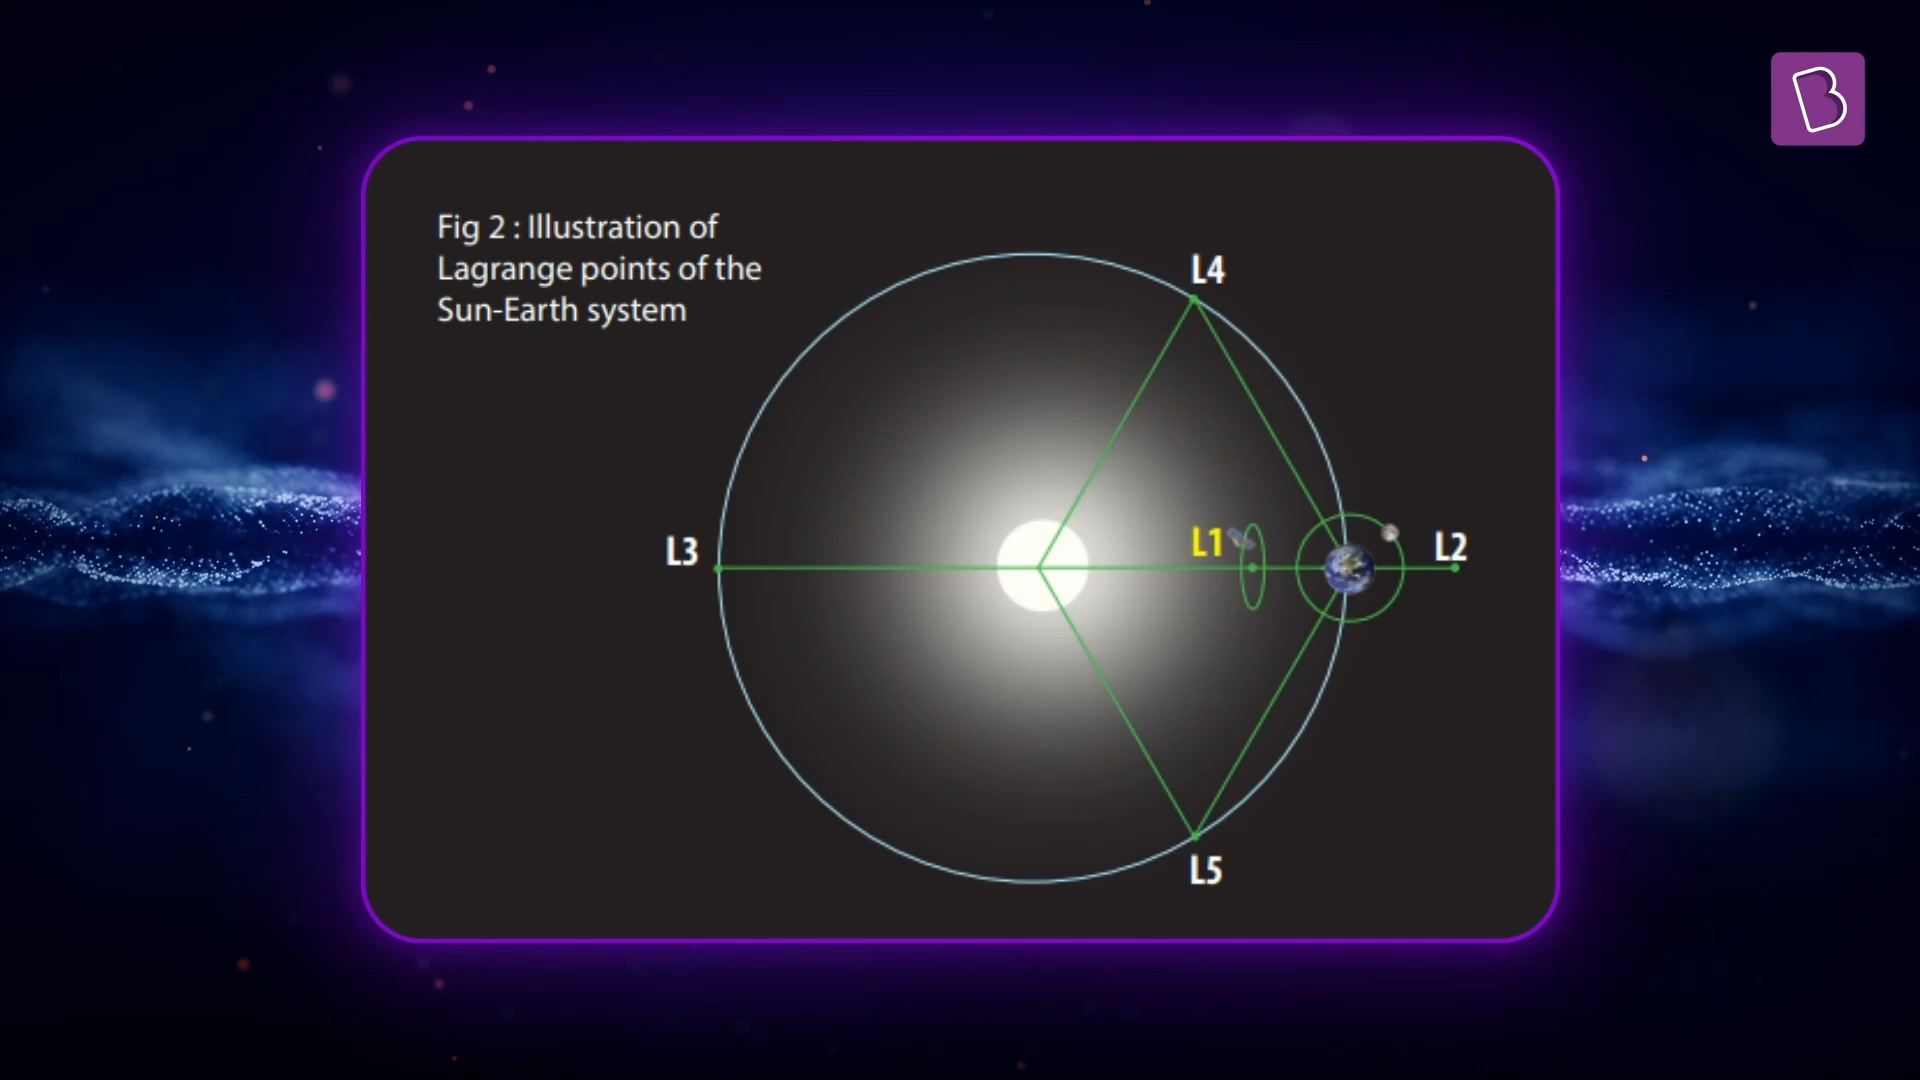 Fig 2 : Illustration of
Lagrange points of the
Sun-Earth system
L4
L3
L1
L2
L5
B